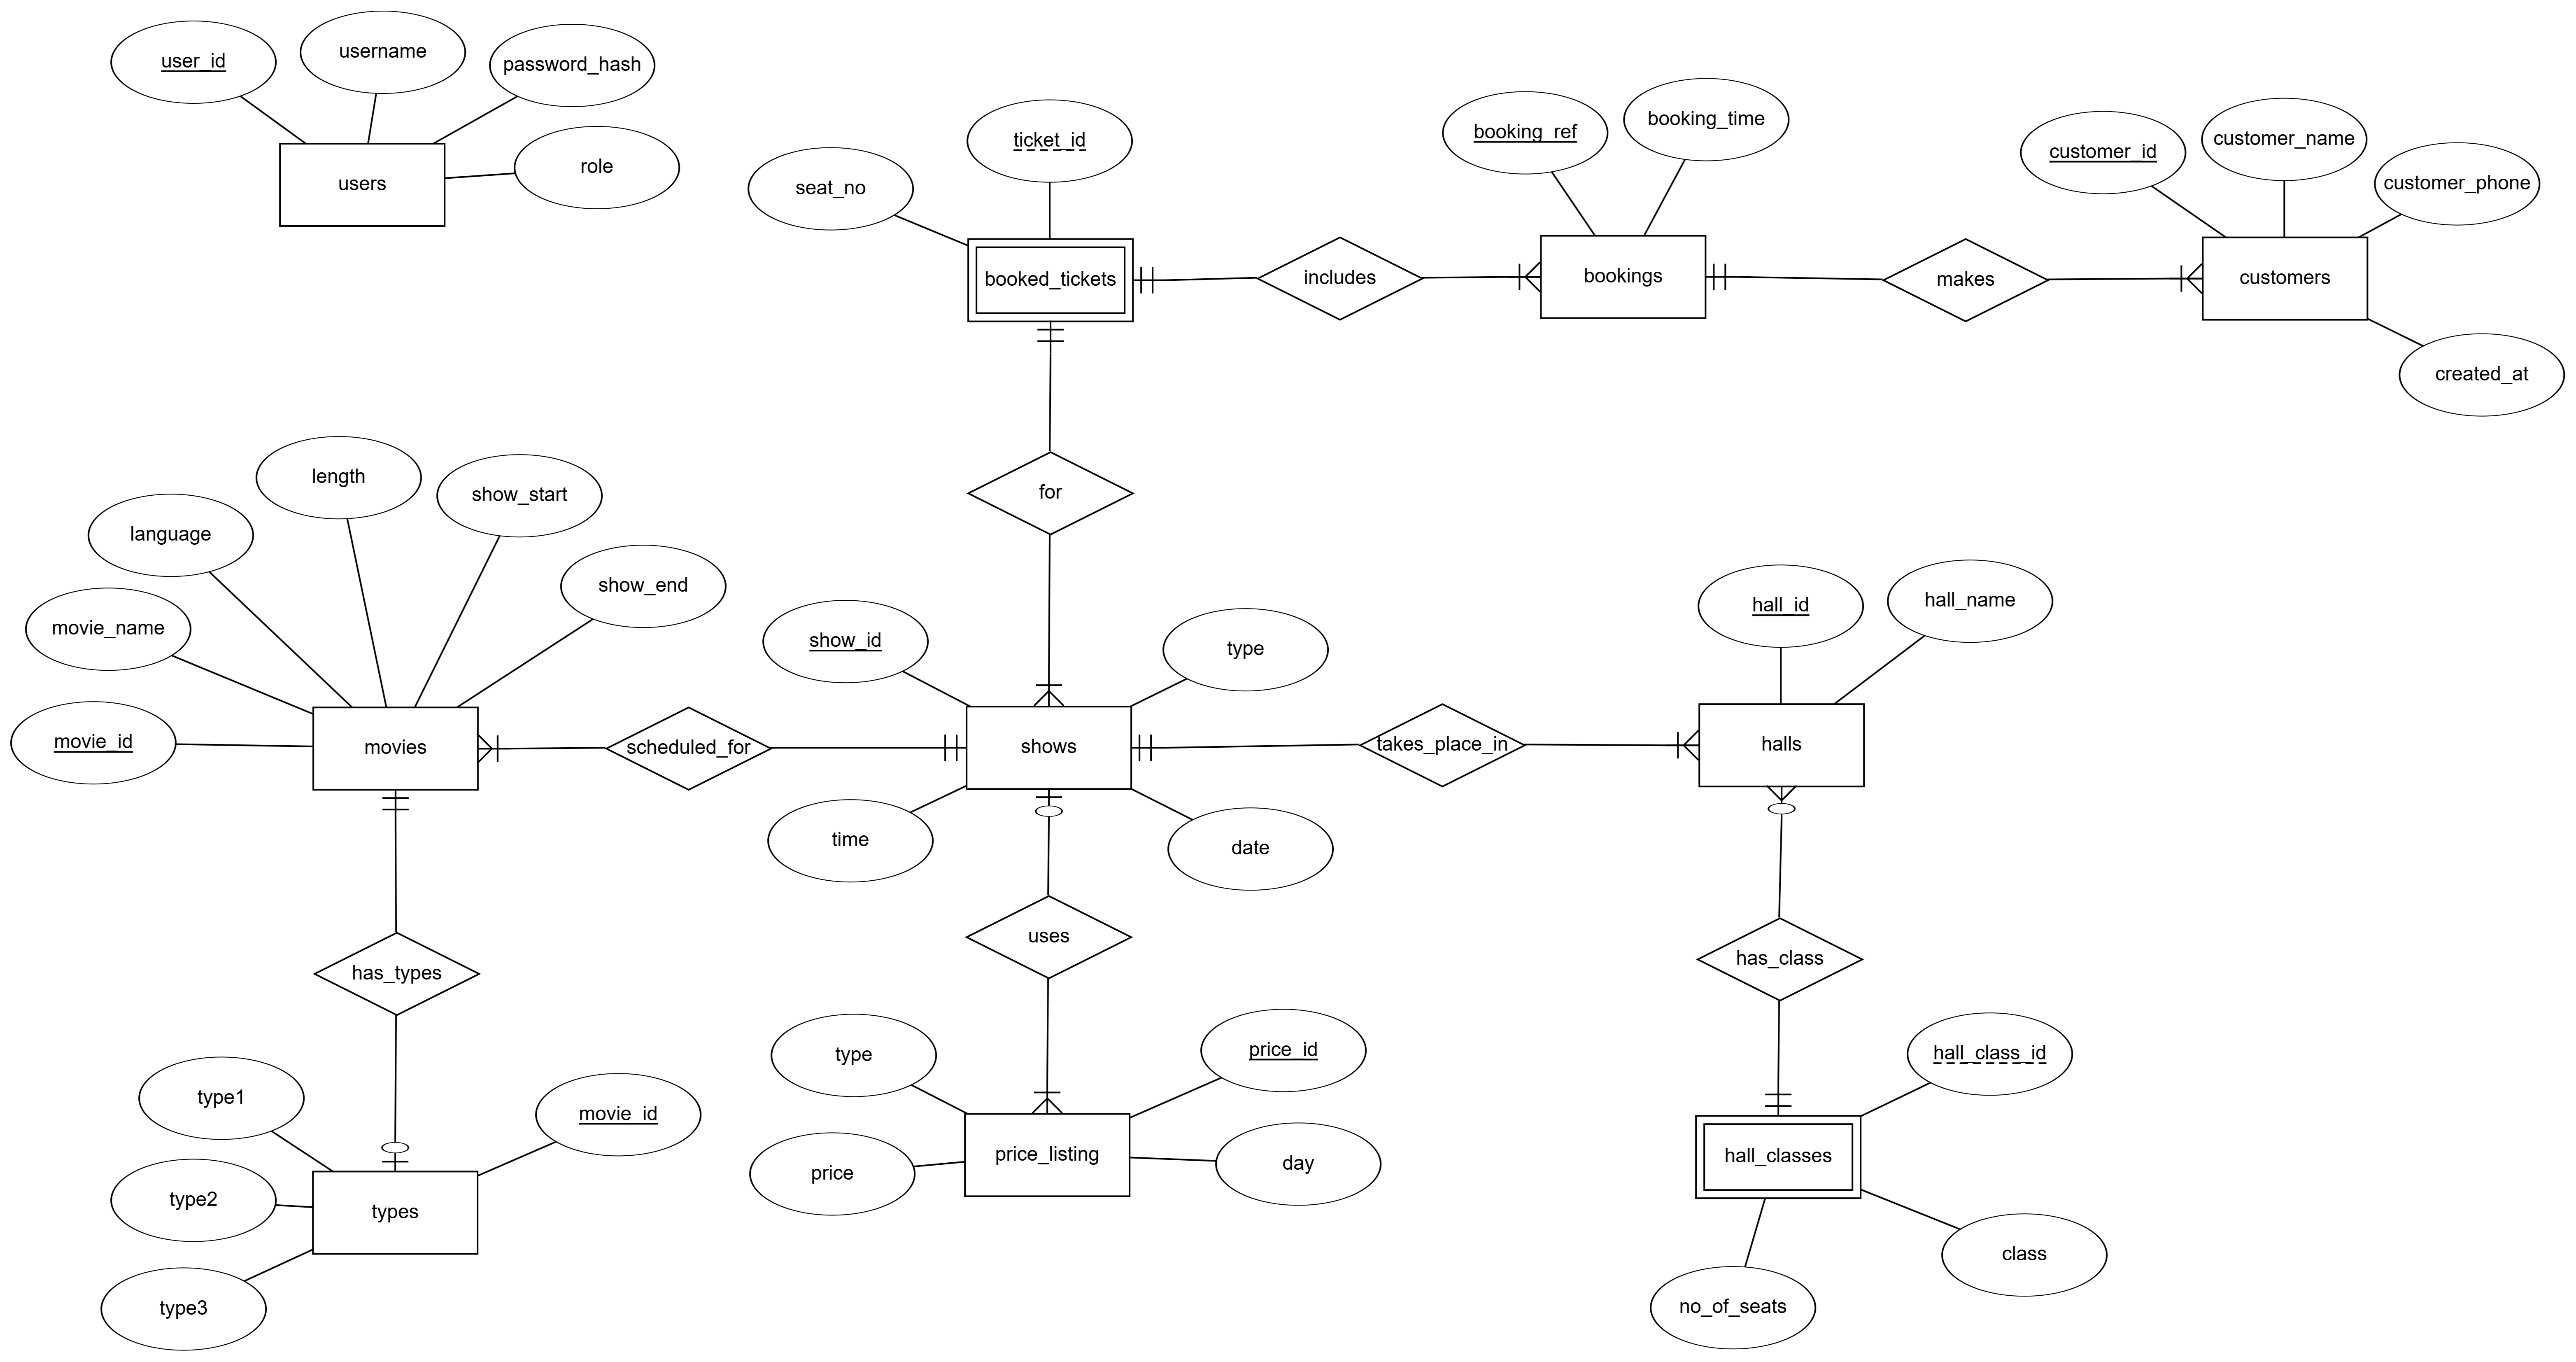 user_id
username
password_hash
role
users
ticket_id
seat_no
booked_tickets
includes
booking_ref
booking_time
bookings
makes
customer_id
customer_name
customer_phone
customers
created_at
for
length
show_start
language
show_end
movie_name
movie_id
movies
scheduled_for
show_id
type
shows
time
date
takes_place_in
hall_id
hall_name
halls
has_types
uses
has_class
type1
movie_id
type2
types
type3
type
price_id
price
price_listing
day
hall_class_id
hall_classes
class
no_of_seats